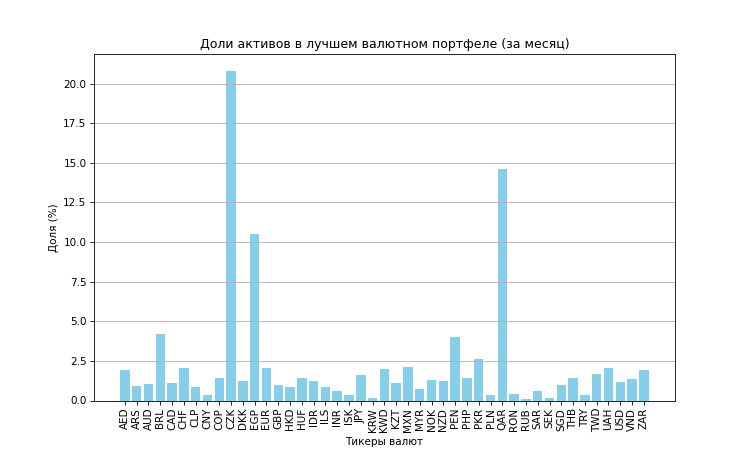 Доли активов в лучшем валютном портфеле (за месяц)
Доля (%)
20.0
17.5
15.0
12.5
10.0
7.5
5.0
2.5
0.0
AED ARS AUD BRL CAD CHF CLP CNY COP CZK DKK EGP EUR GBP HKD HUF IDR ILS INR ISK JPY KRW KWD KZT MXN MYR NOK NZD PEN PHP PKR PLN QAR RON RUB SAR SEK SGD THB TRY TWD UAH USD VND ZAR
Тикеры валют